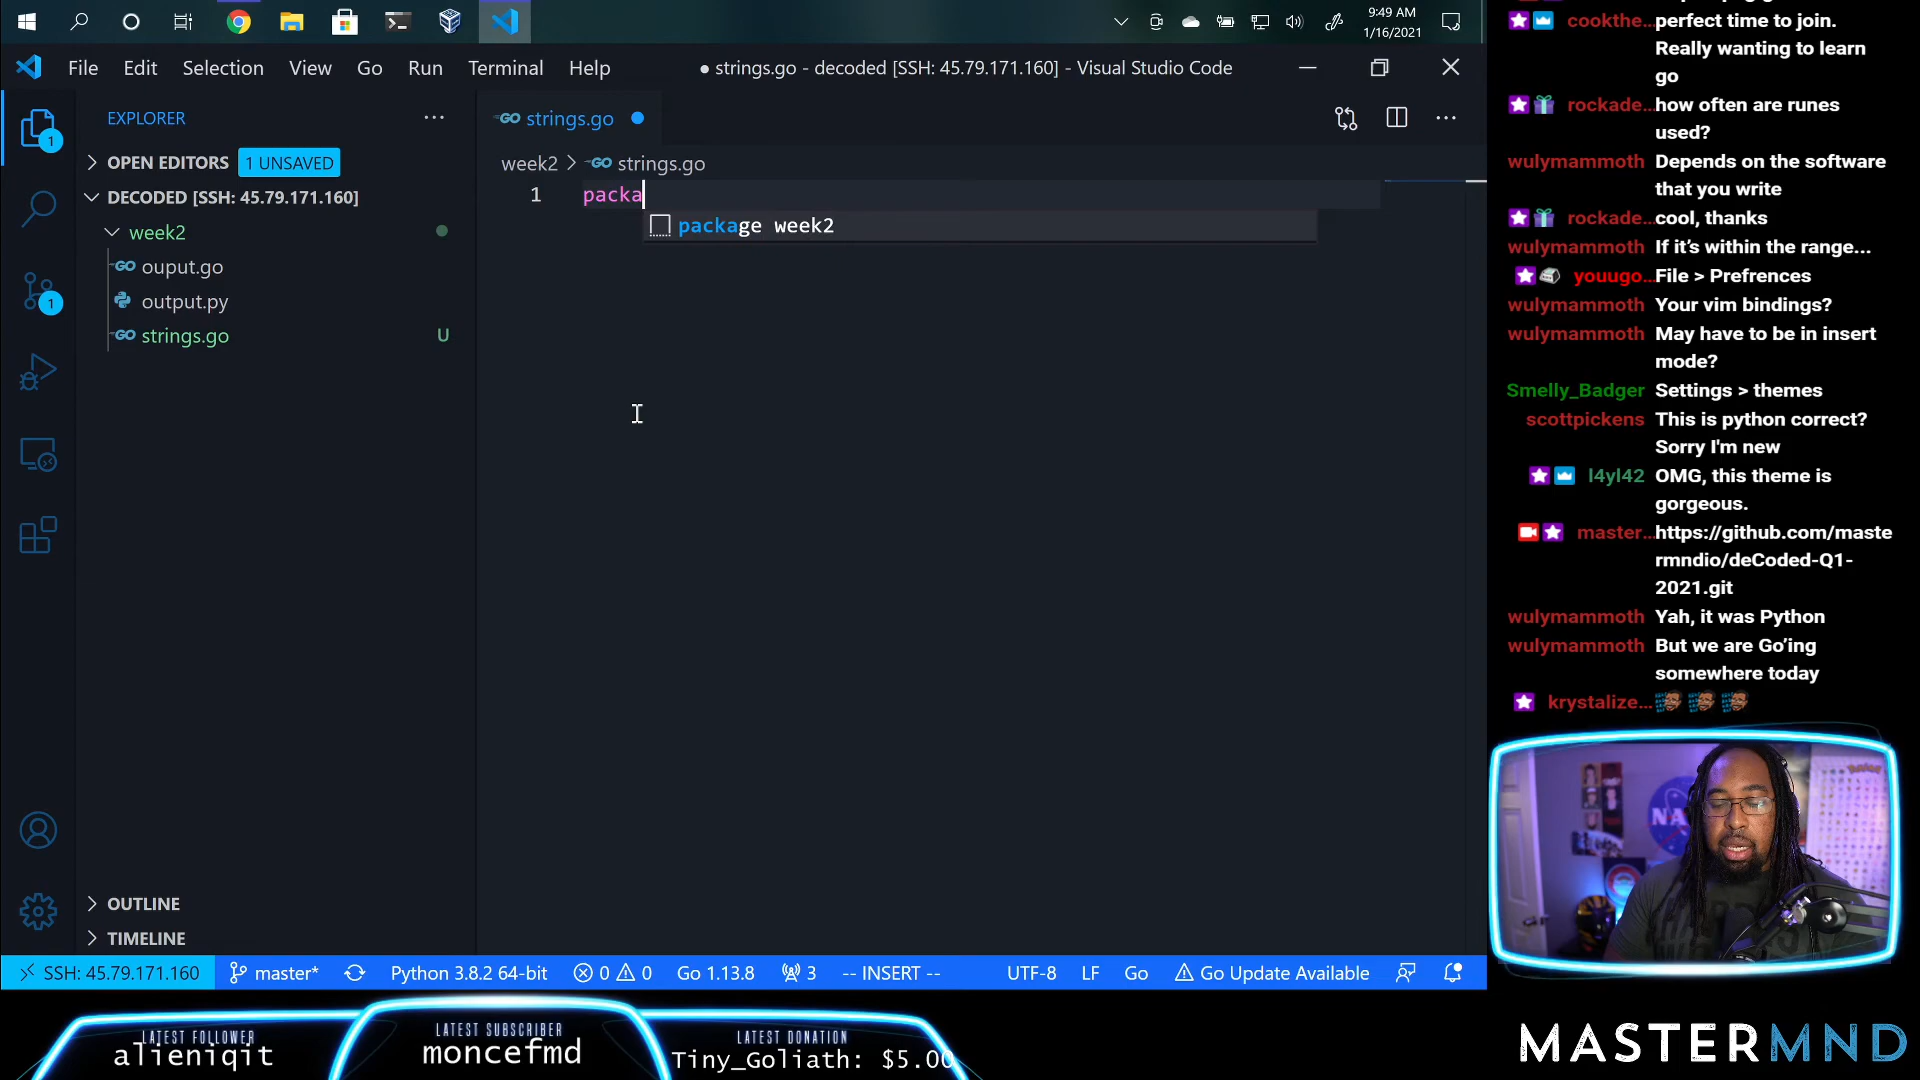 9:49 AM
1/16/2021
File Edit Selection View Go Run Terminal Help
● strings.go - decoded [SSH: 45.79.171.160] - Visual Studio Code
EXPLORER
OPEN EDITORS 1 UNSAVED
DECODED [SSH: 45.79.171.160]
week2
GO ouput.go
output.py
GO strings.go U
OUTLINE
TIMELINE
1
1
GO strings.go
week2 > GO strings.go
1 packa
package week2
SSH: 45.79.171.160 master* Python 3.8.2 64-bit 0 0 Go 1.13.8 3 -- INSERT -- UTF-8 LF Go Go Update Available
cookthe...
perfect time to join.
Really wanting to learn
go
rockade... how often are runes
used?
wulymammoth Depends on the software
that you write
rockade... cool, thanks
wulymammoth If it's within the range...
youugo... File > Prefrences
wulymammoth Your vim bindings?
wulymammoth May have to be in insert
mode?
Smelly_Badger Settings > themes
scottpickens This is python correct?
Sorry I'm new
l4yl42 OMG, this theme is
gorgeous.
master... https://github.com/maste
rmndio/deCoded-Q1-
2021.git
wulymammoth Yah, it was Python
wulymammoth But we are Go'ing
somewhere today
krystalize...
NA
LATEST FOLLOWER
alieniqit
LATEST SUBSCRIBER
moncefmd
LATEST DONATION
Tiny_Goliath: $5.00
MASTERMND